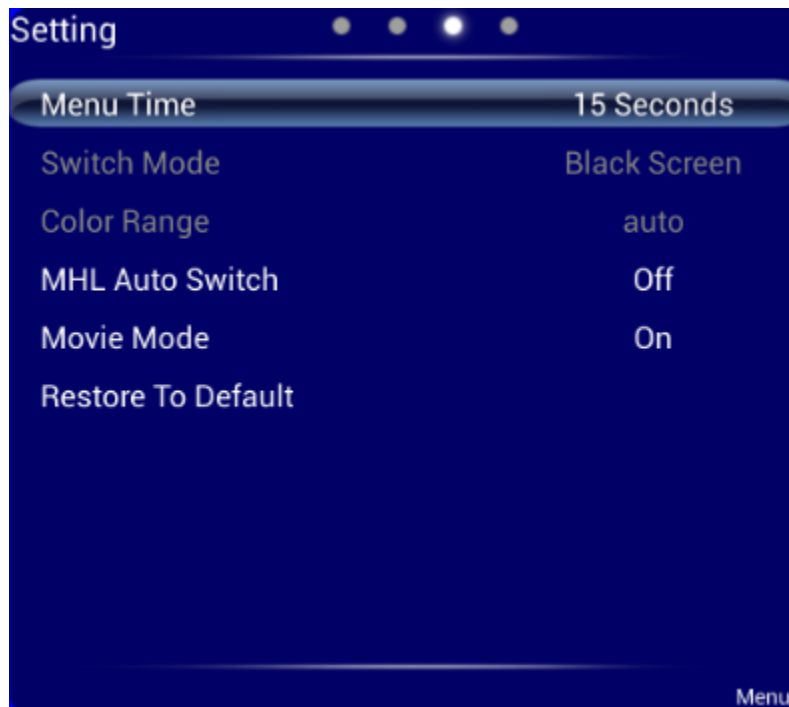 Setting
Menu Time 15 Seconds
Switch Mode Black Screen
Color Range auto
MHL Auto Switch Off
Movie Mode On
Restore To Default
Menu